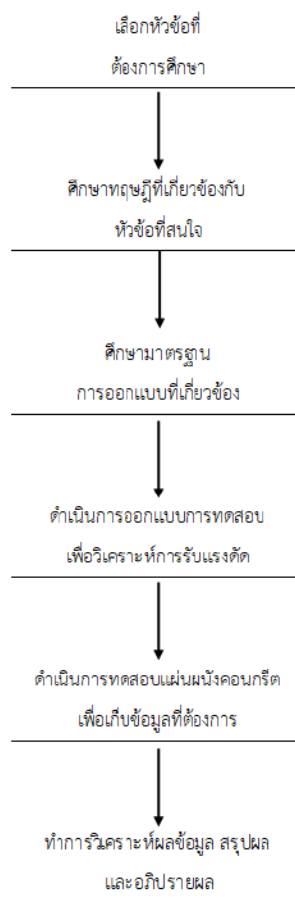 เลือกหัวข้อที่
ต้องการศึกษา
ศึกษาทฤษฎีที่เกี่ยวข้องกับ
หัวข้อที่สนใจ
ศึกษามาตรฐาน
การออกแบบที่เกี่ยวข้อง
ดำเนินการออกแบบการทดสอบ
เพื่อวิเคราะห์การรับแรงดัด
ดำเนินการทดสอบแผ่นผนังคอนกรีต
เพื่อเก็บข้อมูลที่ต้องการ
ทำการวิเคราะห์ผลข้อมูล สรุปผล
และอภิปรายผล